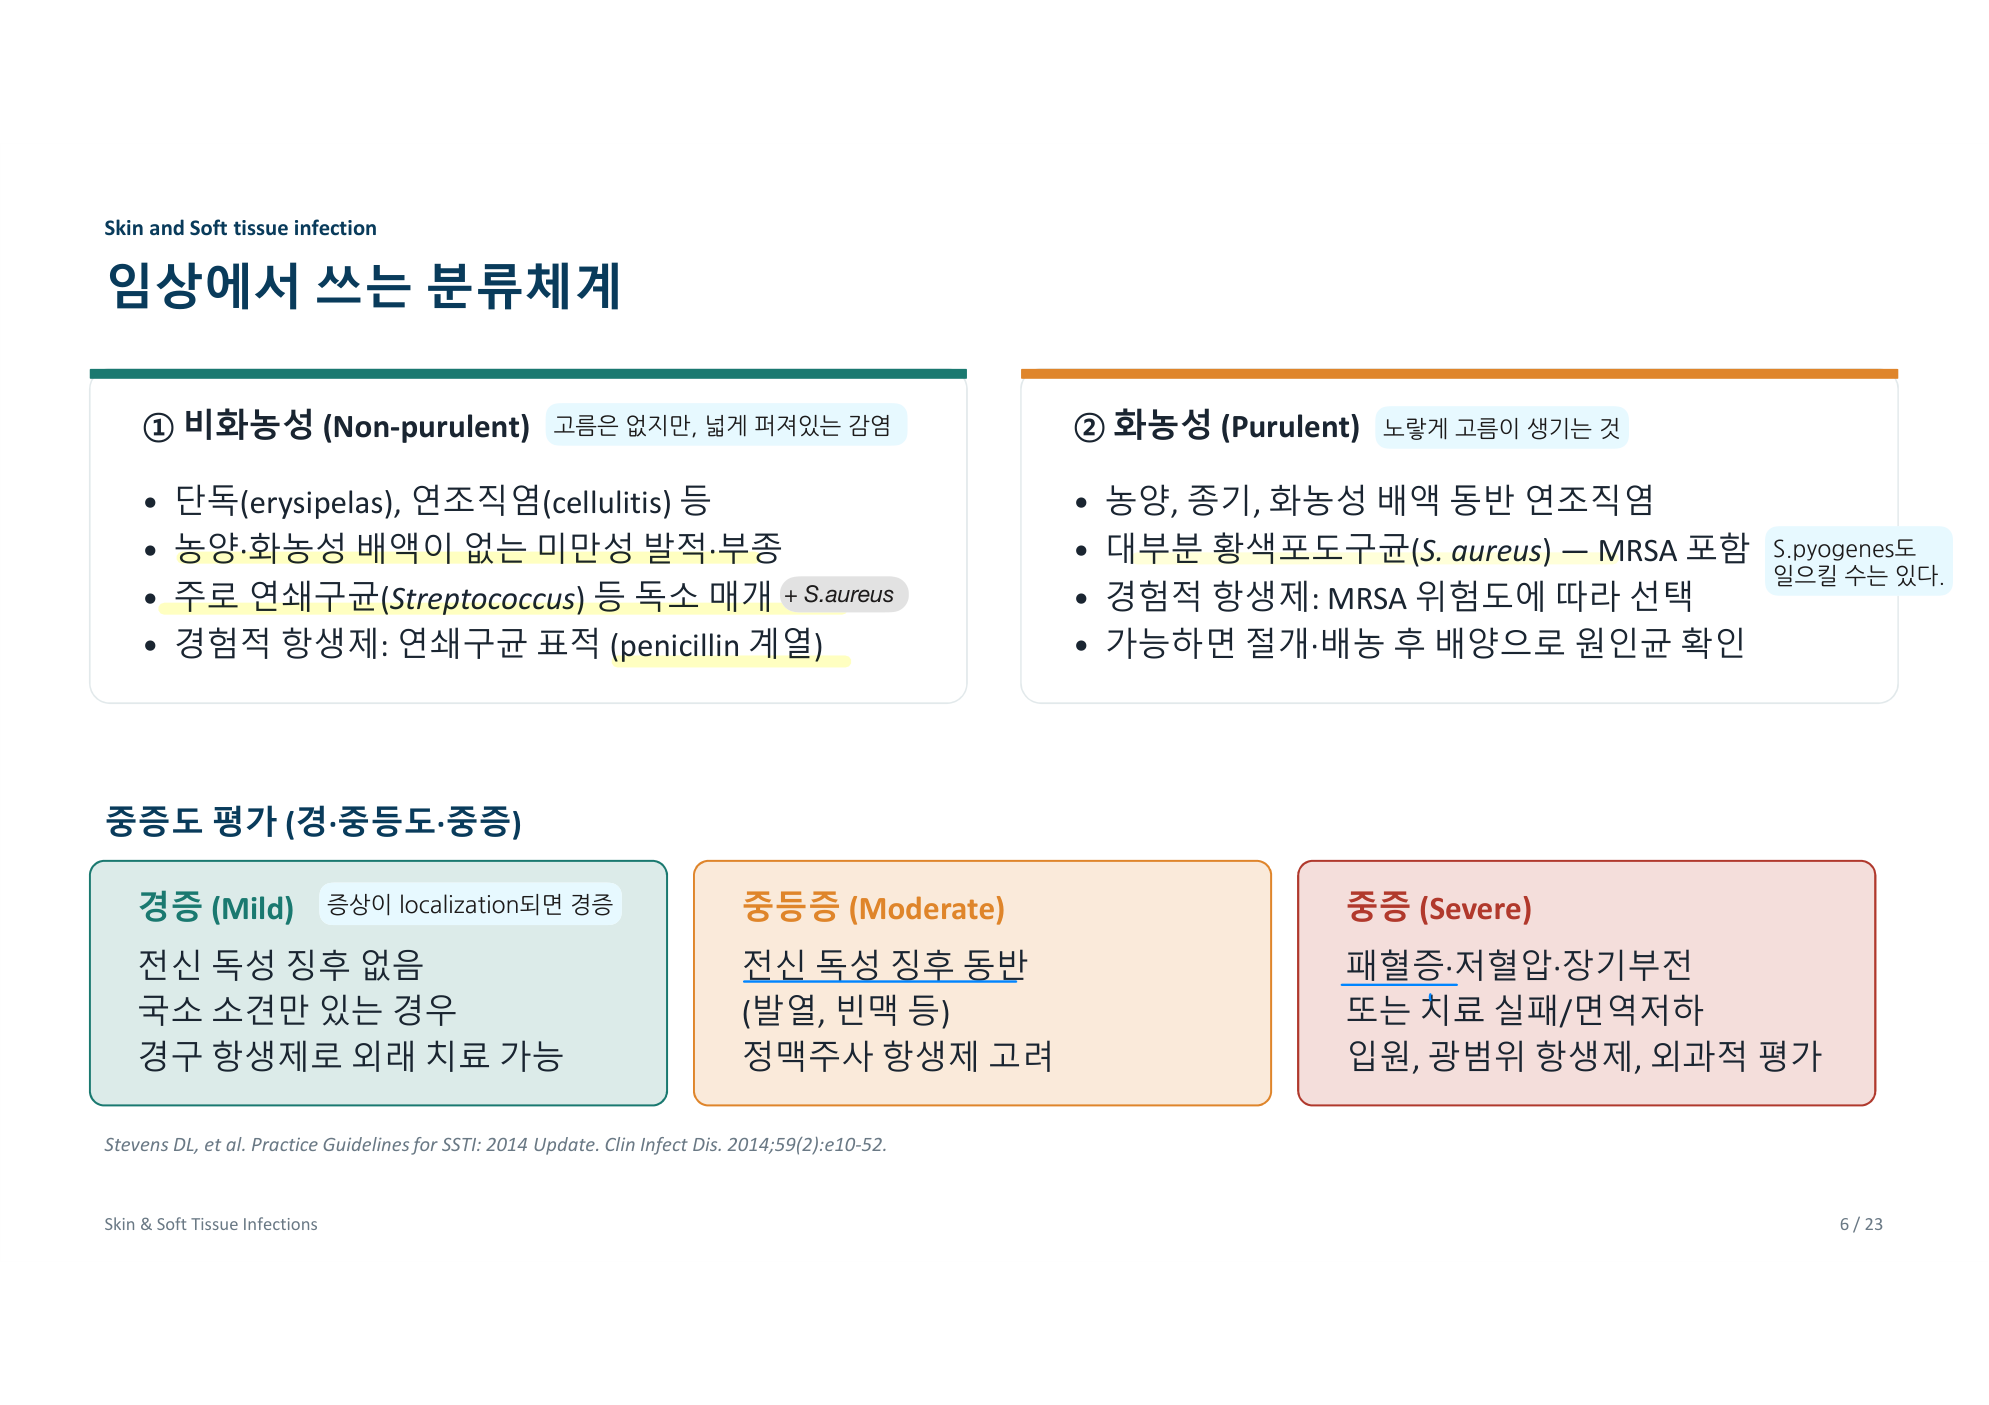 Skin and Soft tissue infection
임상에서 쓰는 분류체계
① 비화농성 (Non-purulent) 고름은 없지만, 넓게 퍼져있는 감염
• 단독(erysipelas), 연조직염(cellulitis) 등
• 농양·화농성 배액이 없는 미만성 발적·부종
• 주로 연쇄구균(Streptococcus) 등 독소 매개 + S.aureus
• 경험적 항생제: 연쇄구균 표적 (penicillin 계열)
② 화농성 (Purulent) 노랗게 고름이 생기는 것
• 농양, 종기, 화농성 배액 동반 연조직염
• 대부분 황색포도구균(S. aureus) — MRSA 포함
S.pyogenes도
일으킬 수는 있다.
• 경험적 항생제: MRSA 위험도에 따라 선택
• 가능하면 절개·배농 후 배양으로 원인균 확인
중증도 평가 (경·중등도·중증)
경증 (Mild) 증상이 localization되면 경증
전신 독성 징후 없음
국소 소견만 있는 경우
경구 항생제로 외래 치료 가능
중등증 (Moderate)
전신 독성 징후 동반
(발열, 빈맥 등)
정맥주사 항생제 고려
중증 (Severe)
패혈증·저혈압·장기부전
또는 치료 실패/면역저하
입원, 광범위 항생제, 외과적 평가
Stevens DL, et al. Practice Guidelines for SSTI: 2014 Update. Clin Infect Dis. 2014;59(2):e10-52.
Skin & Soft Tissue Infections
6 / 23